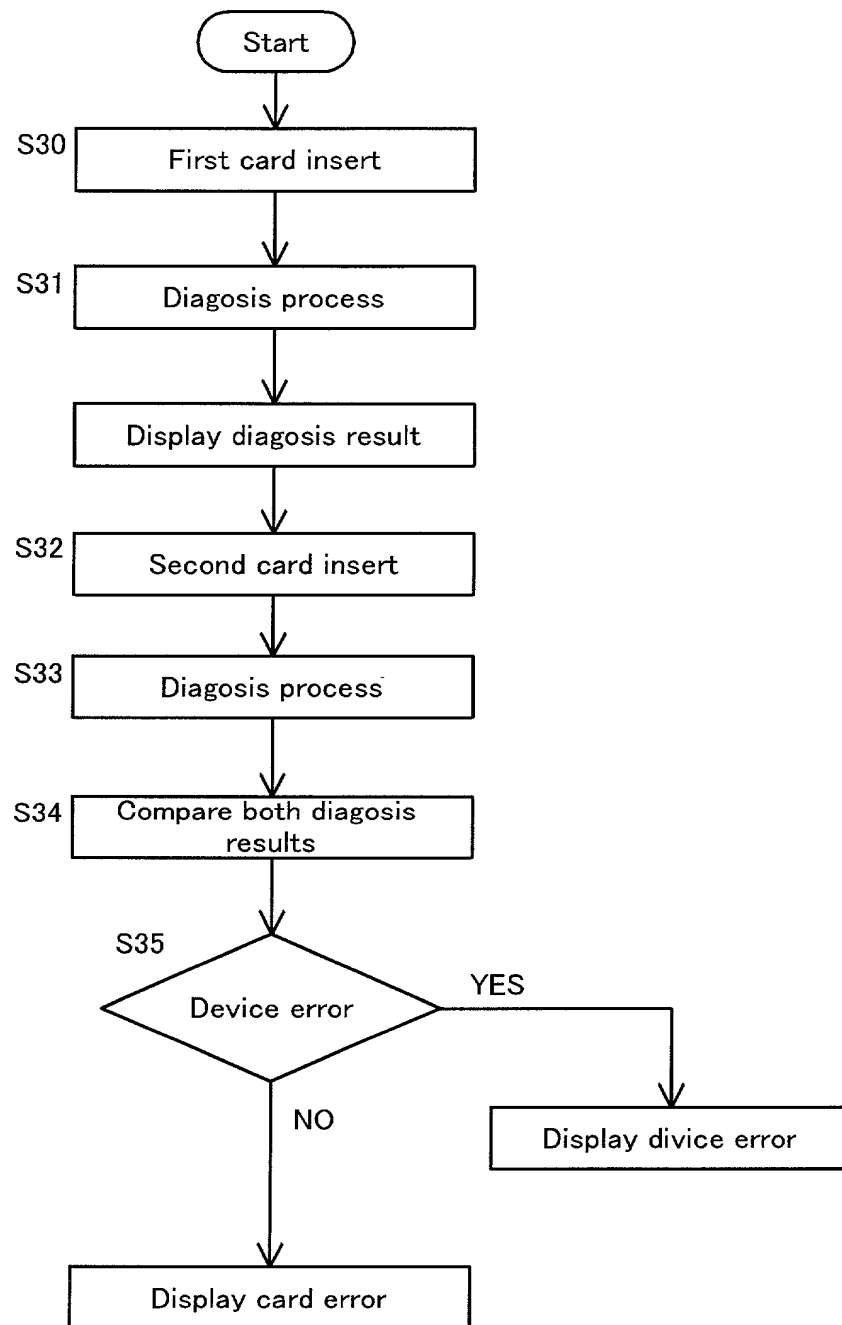 Start
S30
First card insert
S31
Diagosis process
Display diagosis result
S32
Second card insert
S33
Diagosis process
S34
Compare both diagosis
results
S35
Device error
YES
NO
Display divice error
Display card error